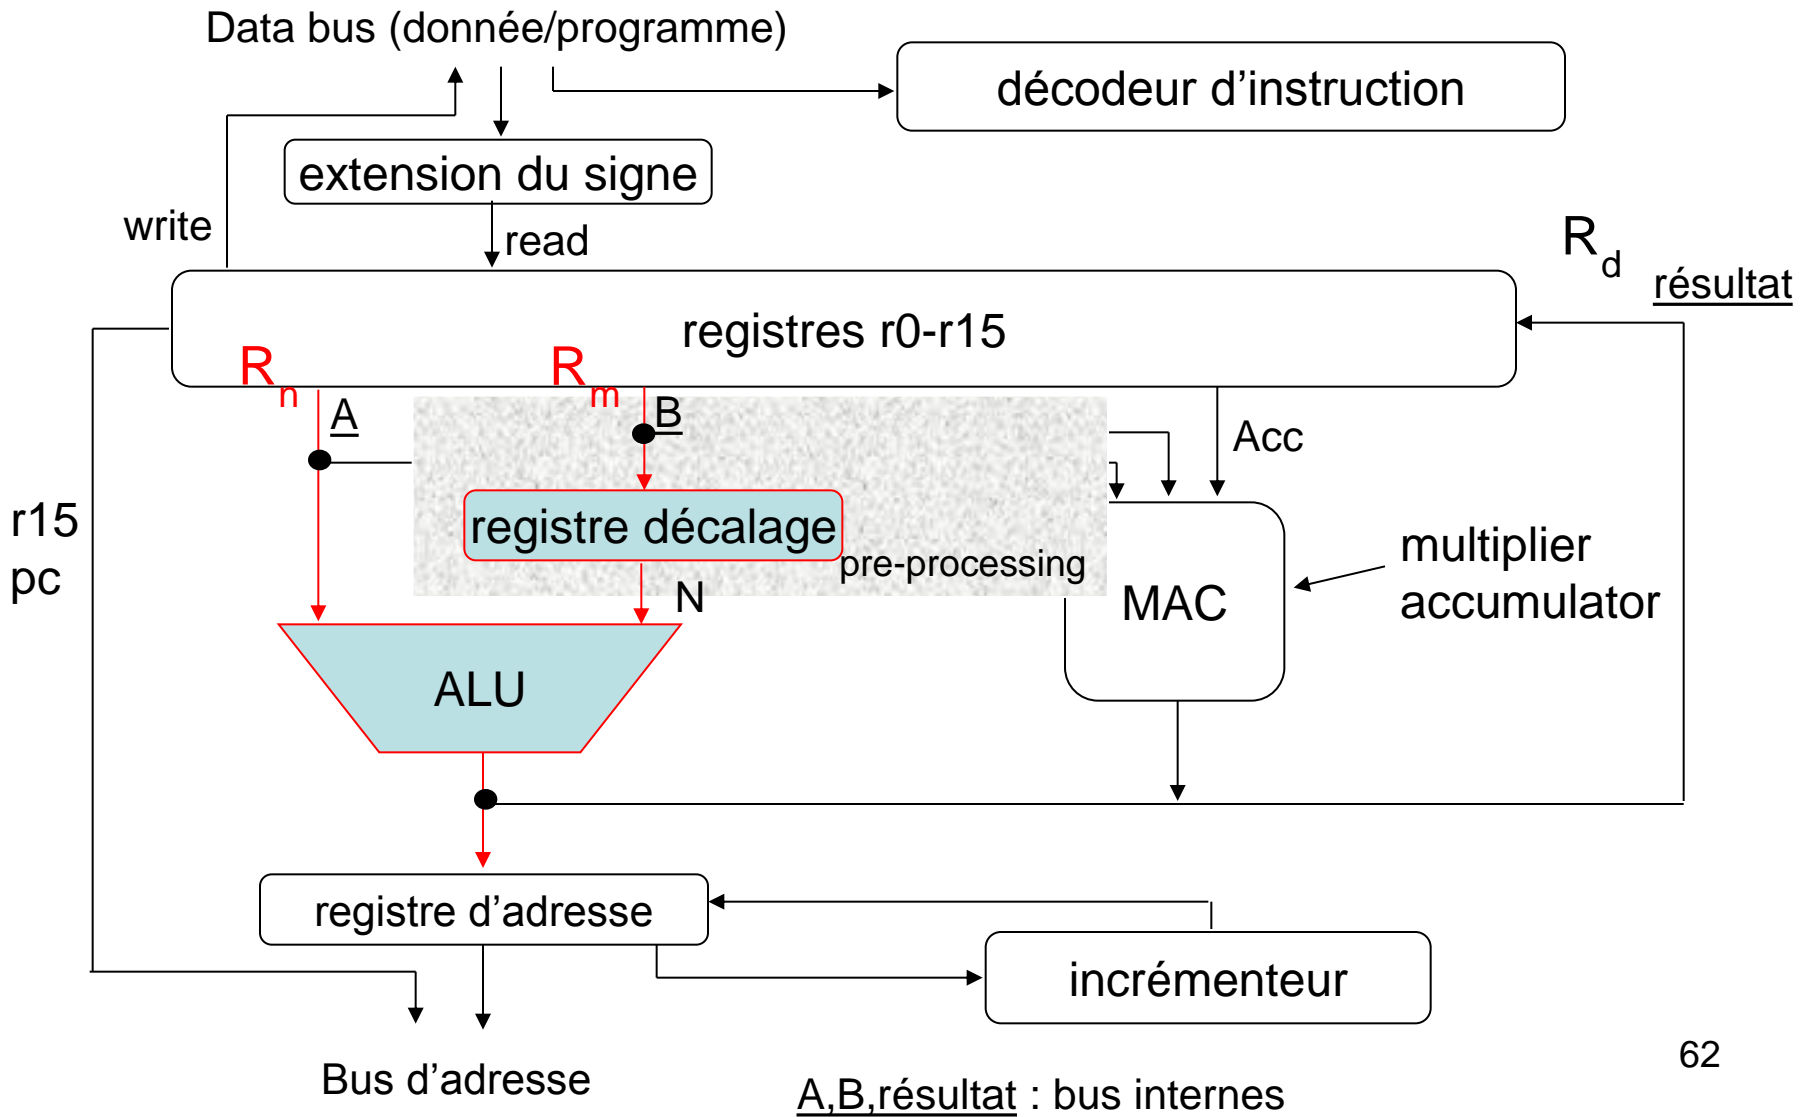 Data bus (donnée/programme)
décodeur d’instruction
extension du signe
write
read
Rd
résultat
registres r0-r15
Rn
Rm
A
B
Acc
r15
pc
registre décalage
pre-processing
N
MAC
multiplier
accumulator
ALU
registre d’adresse
incrémenteur
Bus d’adresse
A,B,résultat : bus internes
62